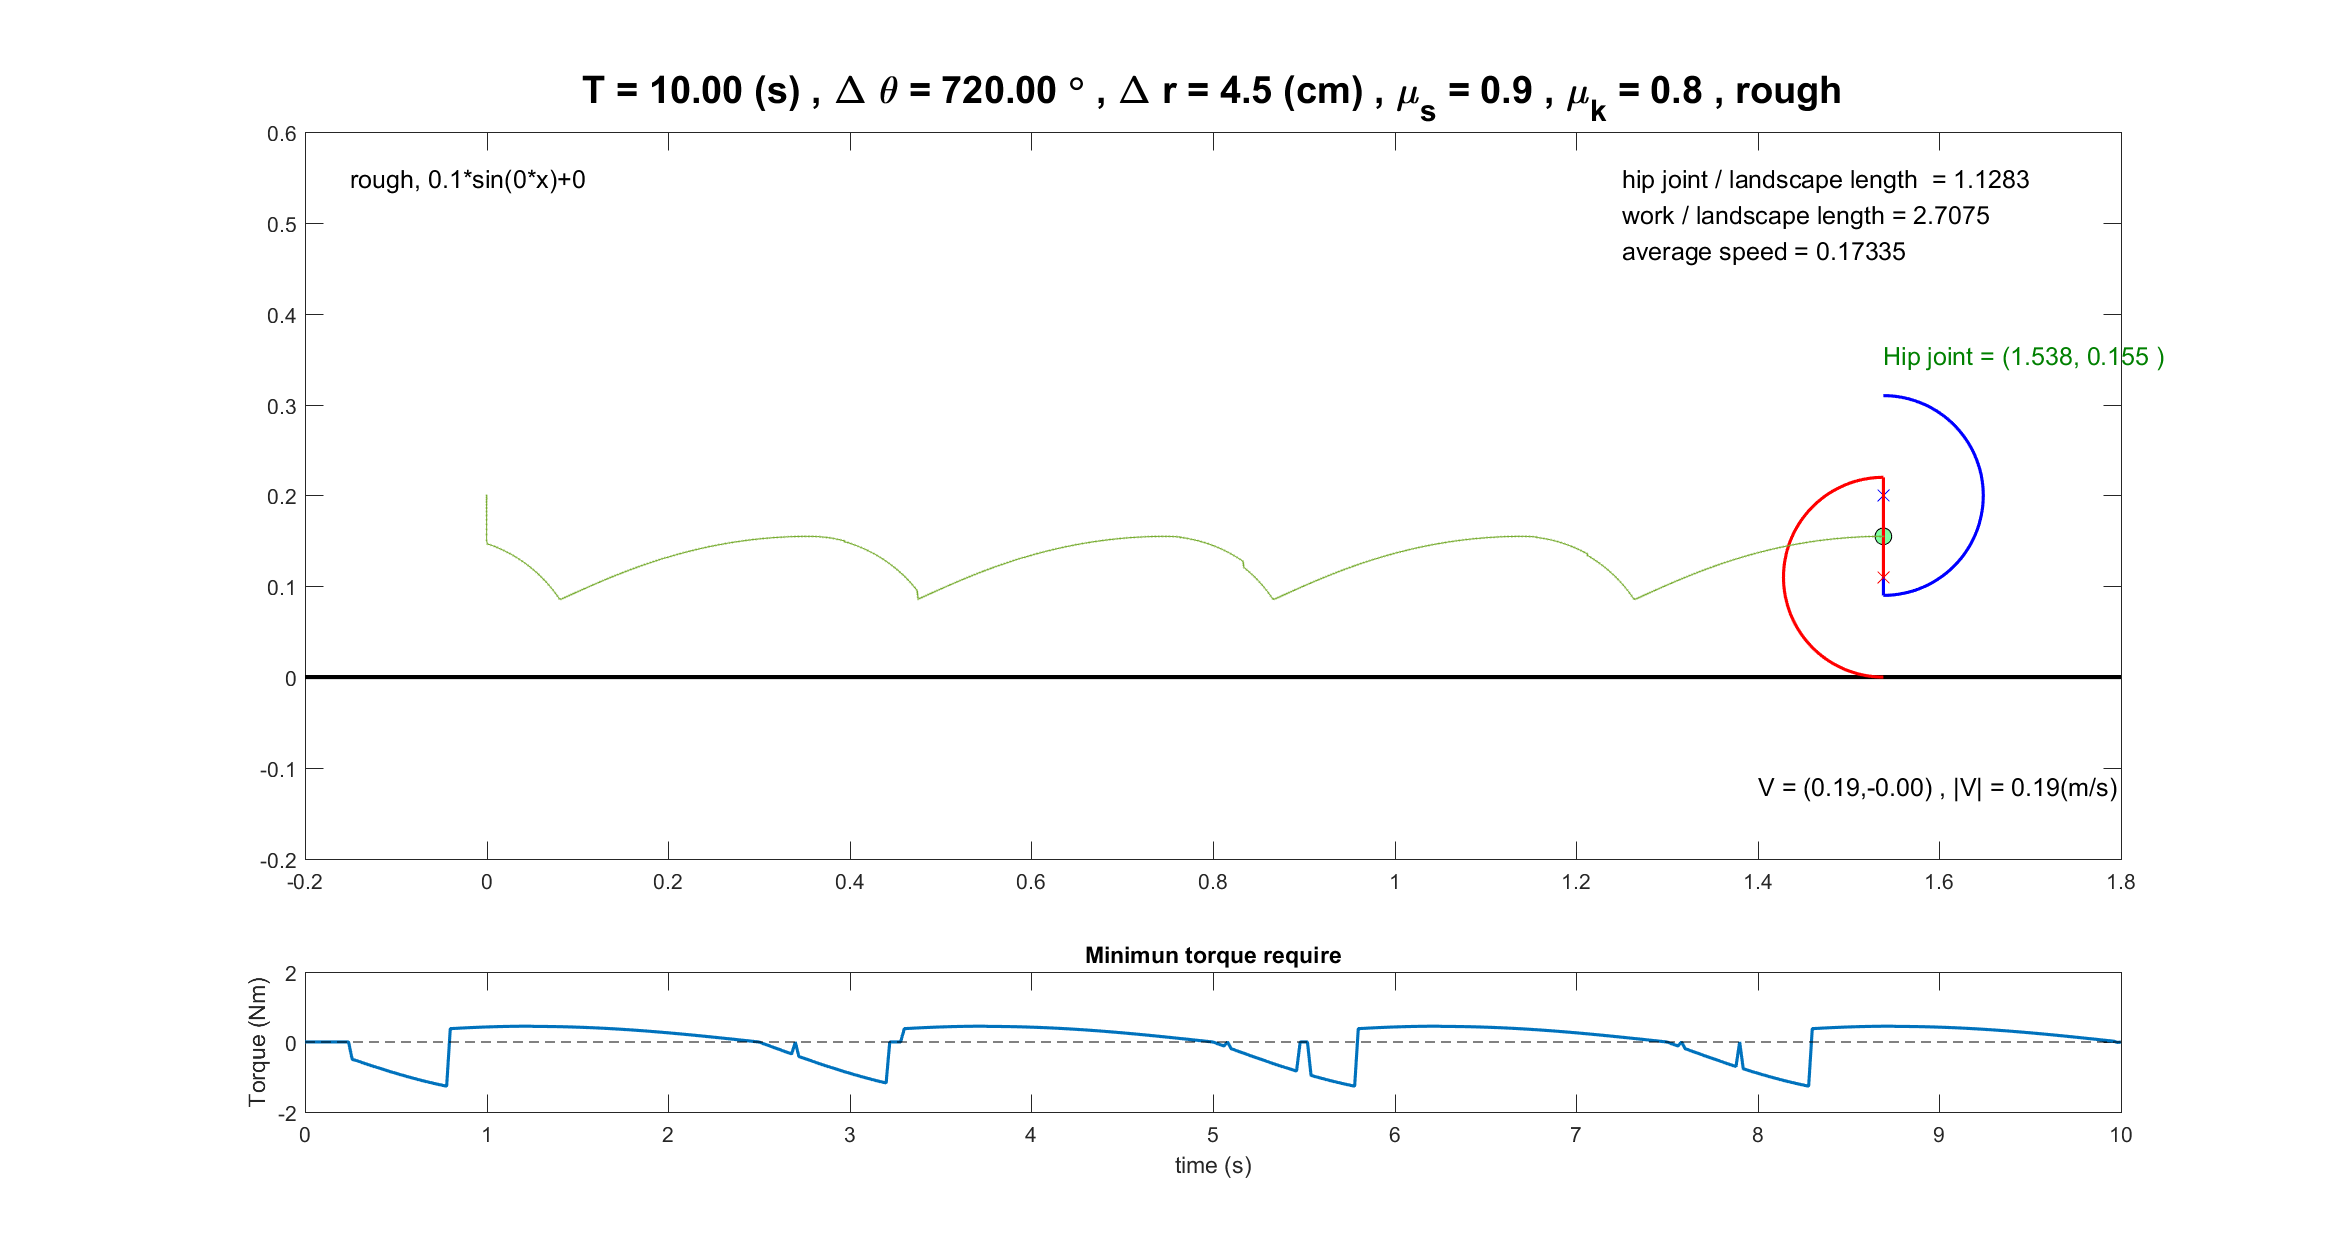 T = 10.00 (s) , Δ θ = 720.00 ° , Δ r = 4.5 (cm) , μs = 0.9 , μk = 0.8 , rough
0.6
rough, 0.1*sin(0*x)+0
hip joint / landscape length  = 1.1283
0.5
work / landscape length = 2.7075
average speed = 0.17335
0.4
Hip joint = (1.538, 0.155 )
0.3
0.2
0.1
0
-0.1
V = (0.19,-0.00) , |V| = 0.19(m/s)
-0.2
-0.2 0 0.2 0.4 0.6 0.8 1 1.2 1.4 1.6 1.8
Minimun torque require
Torque (Nm)
2
0
-2
0 1 2 3 4 5 6 7 8 9 10
time (s)